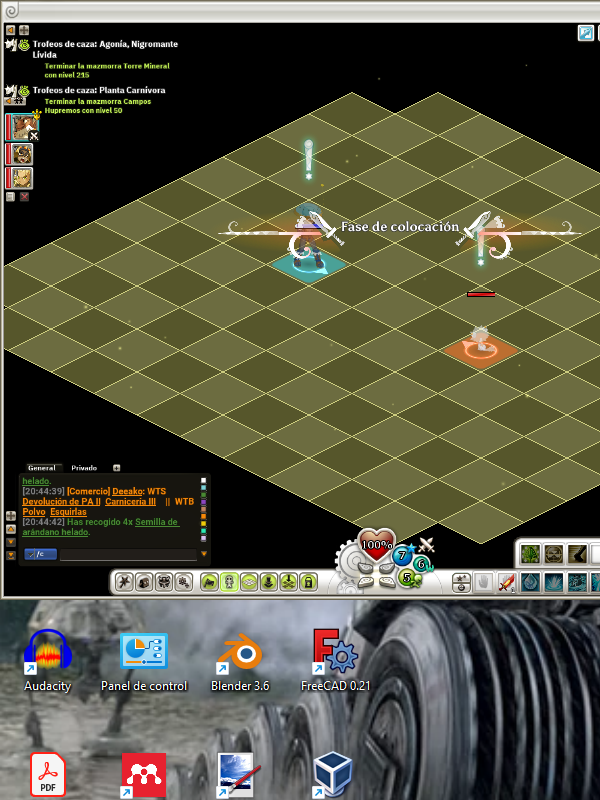 Trofeos de caza: Agonía, Nigromante
Lívida
Terminar la mazmorra Torre Mineral
con nivel 215
Trofeos de caza: Planta Carnívora
Terminar la mazmorra Campos
Hupremos con nivel 50
Fase de colocación
General Privado
helado.
[20:44:39] [Comercio] Deeako: WTS
Devolución de PA II Carnicería III || WTB
Polvo Esquirlas
[20:44:42] Has recogido 4x Semilla de
arándano helado.
/c
100%
7
6
5
Audacity Panel de control Blender 3.6 FreeCAD 0.21
PDF